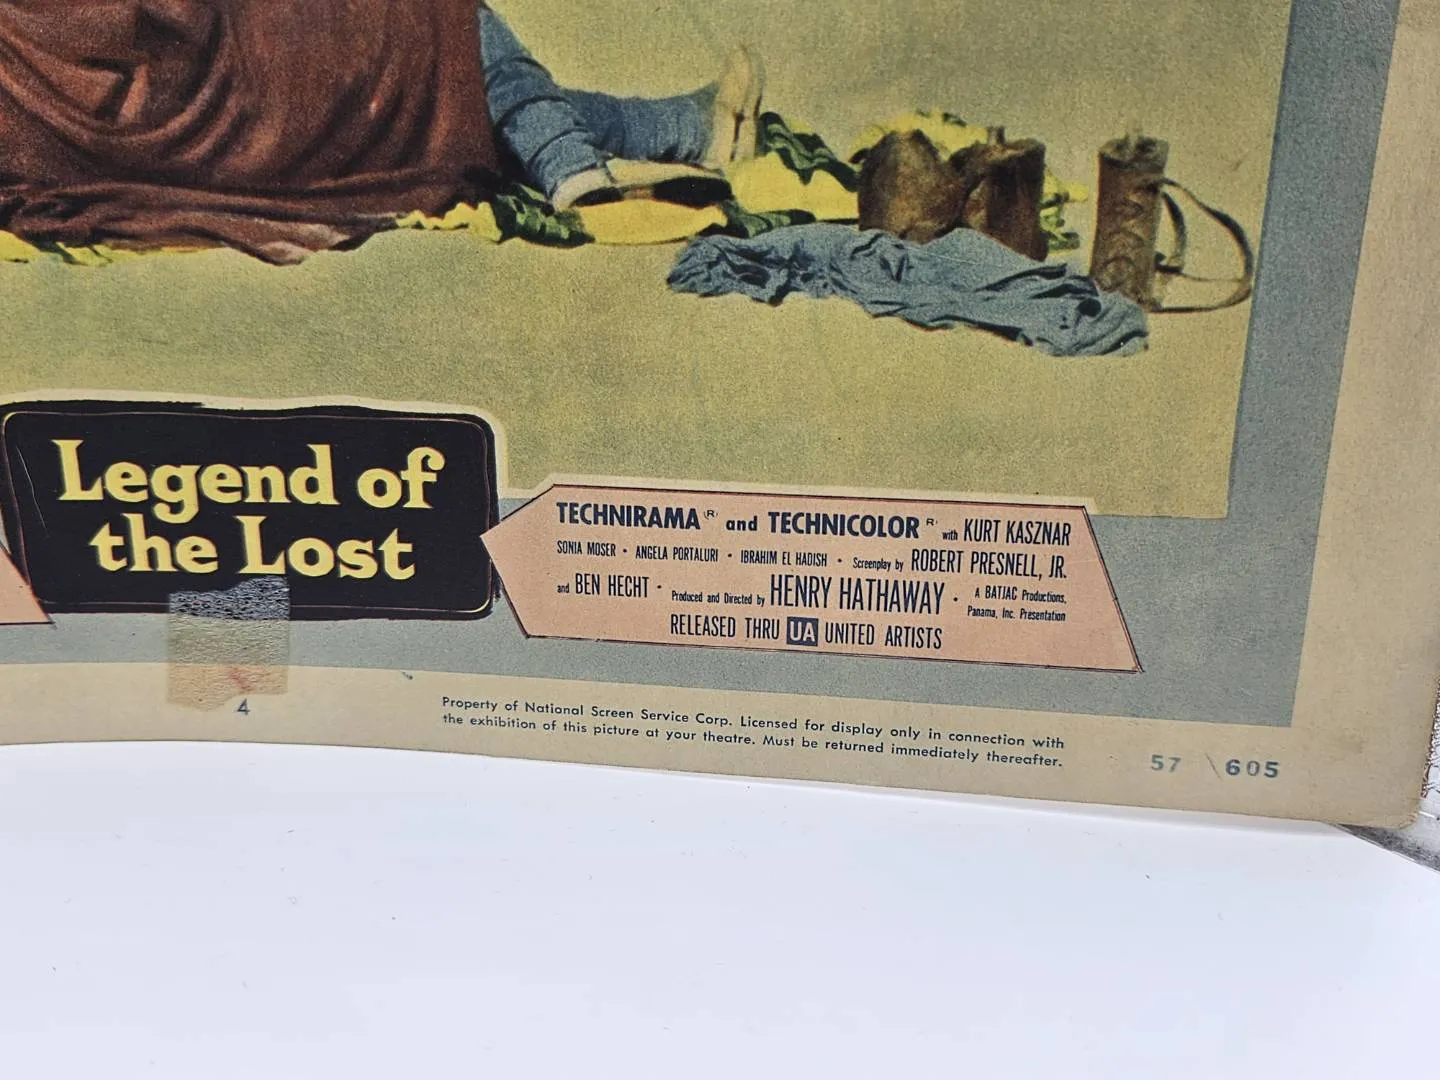 Legend of
the Lost
TECHNIRAMA (R) and TECHNICOLOR (R) with KURT KASZNAR
SONIA MOSER • ANGELA PORTALURI • IBRAHIM EL HADISH • Screenplay by ROBERT PRESNELL, JR.
and BEN HECHT • Produced and Directed by HENRY HATHAWAY • A BATJAC Productions,
Panama, Inc. Presentation
RELEASED THRU UA UNITED ARTISTS
4
Property of National Screen Service Corp. Licensed for display only in connection with
the exhibition of this picture at your theatre. Must be returned immediately thereafter.
57 \605